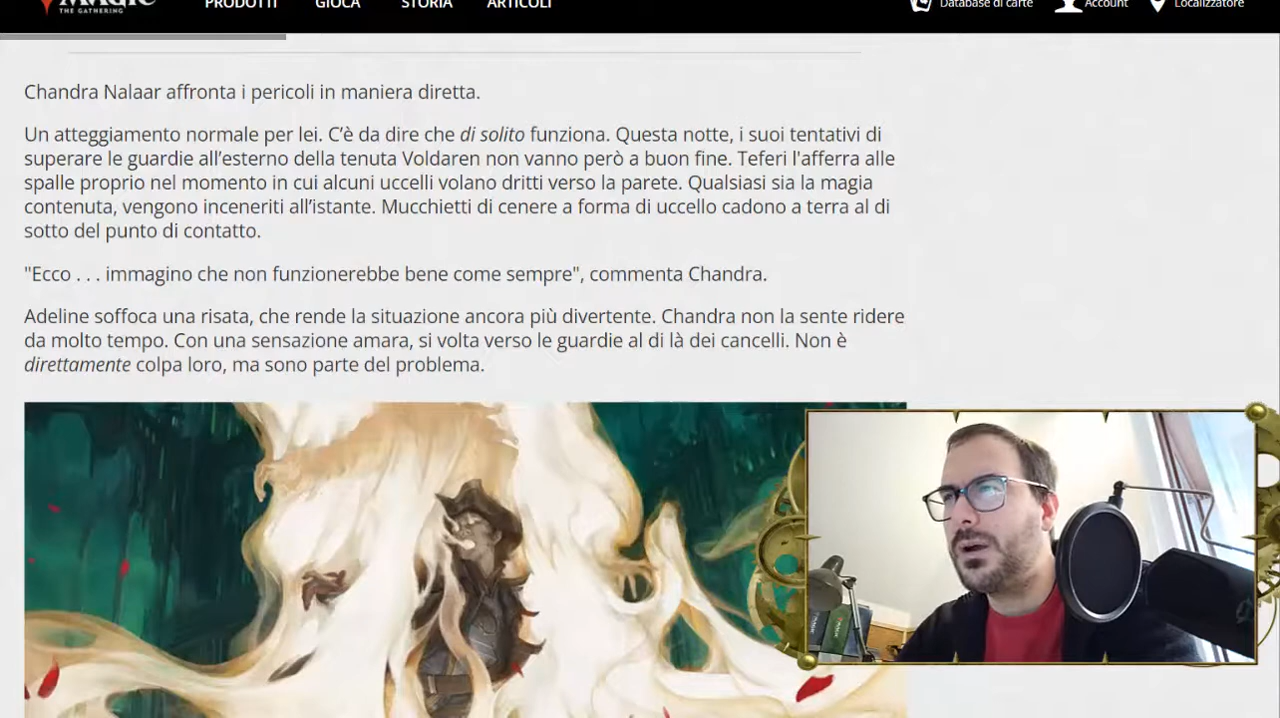 MAGIC
THE GATHERING
PRODOTTI GIOCA STORIA ARTICOLI Database di carte Account Localizzatore
Chandra Nalaar affronta i pericoli in maniera diretta.
Un atteggiamento normale per lei. C’è da dire che di solito funziona. Questa notte, i suoi tentativi di
superare le guardie all’esterno della tenuta Voldaren non vanno però a buon fine. Teferi l'afferra alle
spalle proprio nel momento in cui alcuni uccelli volano dritti verso la parete. Qualsiasi sia la magia
contenuta, vengono inceneriti all’istante. Mucchietti di cenere a forma di uccello cadono a terra al di
sotto del punto di contatto.
"Ecco . . . immagino che non funzionerebbe bene come sempre", commenta Chandra.
Adeline soffoca una risata, che rende la situazione ancora più divertente. Chandra non la sente ridere
da molto tempo. Con una sensazione amara, si volta verso le guardie al di là dei cancelli. Non è
direttamente colpa loro, ma sono parte del problema.